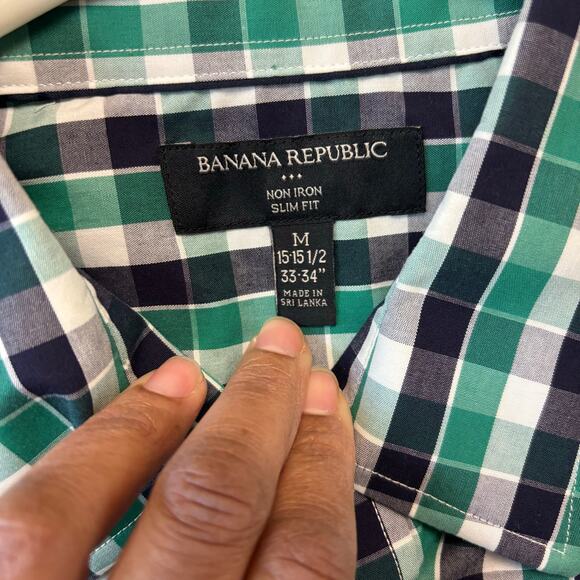 BANANA REPUBLIC
NON IRON
SLIM FIT
M
15-15 1/2
33-34"
MADE IN
SRI LANKA